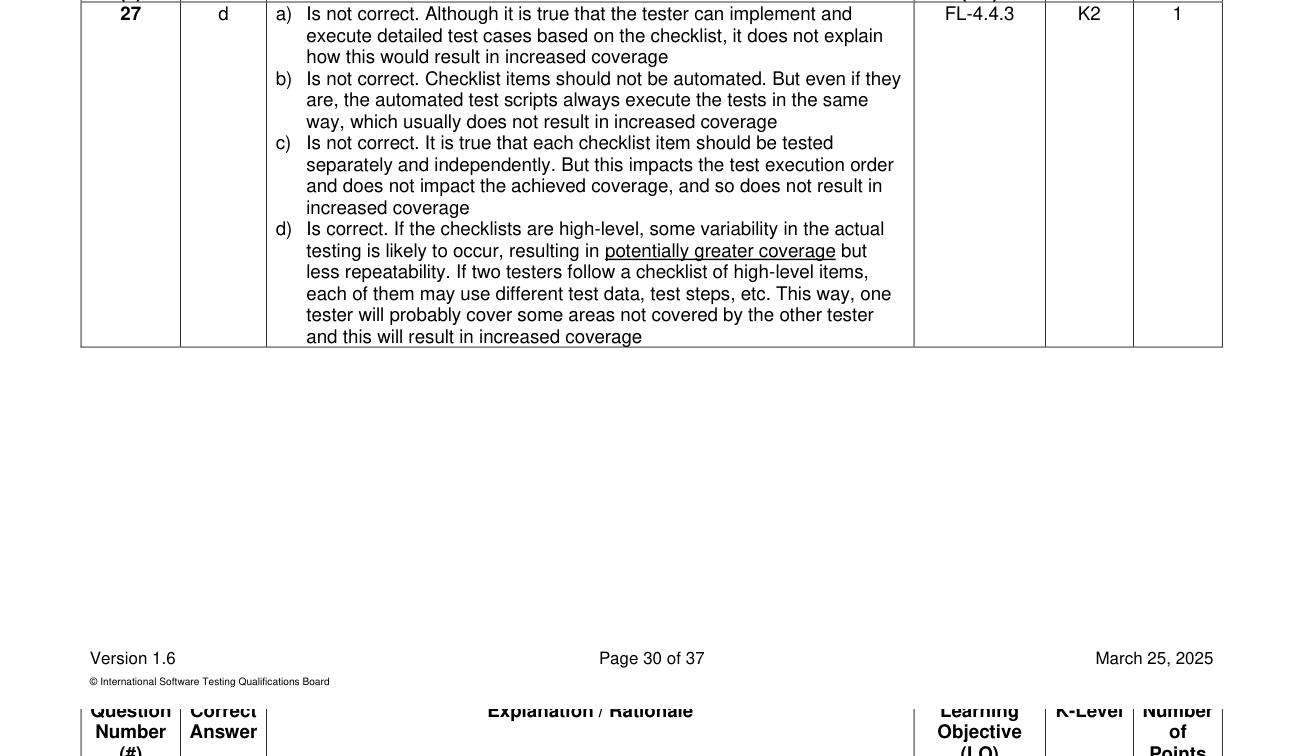 27 d a) Is not correct. Although it is true that the tester can implement and FL-4.4.3 K2 1
execute detailed test cases based on the checklist, it does not explain
how this would result in increased coverage
b) Is not correct. Checklist items should not be automated. But even if they
are, the automated test scripts always execute the tests in the same
way, which usually does not result in increased coverage
c) Is not correct. It is true that each checklist item should be tested
separately and independently. But this impacts the test execution order
and does not impact the achieved coverage, and so does not result in
increased coverage
d) Is correct. If the checklists are high-level, some variability in the actual
testing is likely to occur, resulting in potentially greater coverage but
less repeatability. If two testers follow a checklist of high-level items,
each of them may use different test data, test steps, etc. This way, one
tester will probably cover some areas not covered by the other tester
and this will result in increased coverage
Version 1.6 Page 30 of 37 March 25, 2025
© International Software Testing Qualifications Board
Question Correct Explanation / Rationale Learning K-Level Number
Number Answer Objective of
(#) (LO) Points